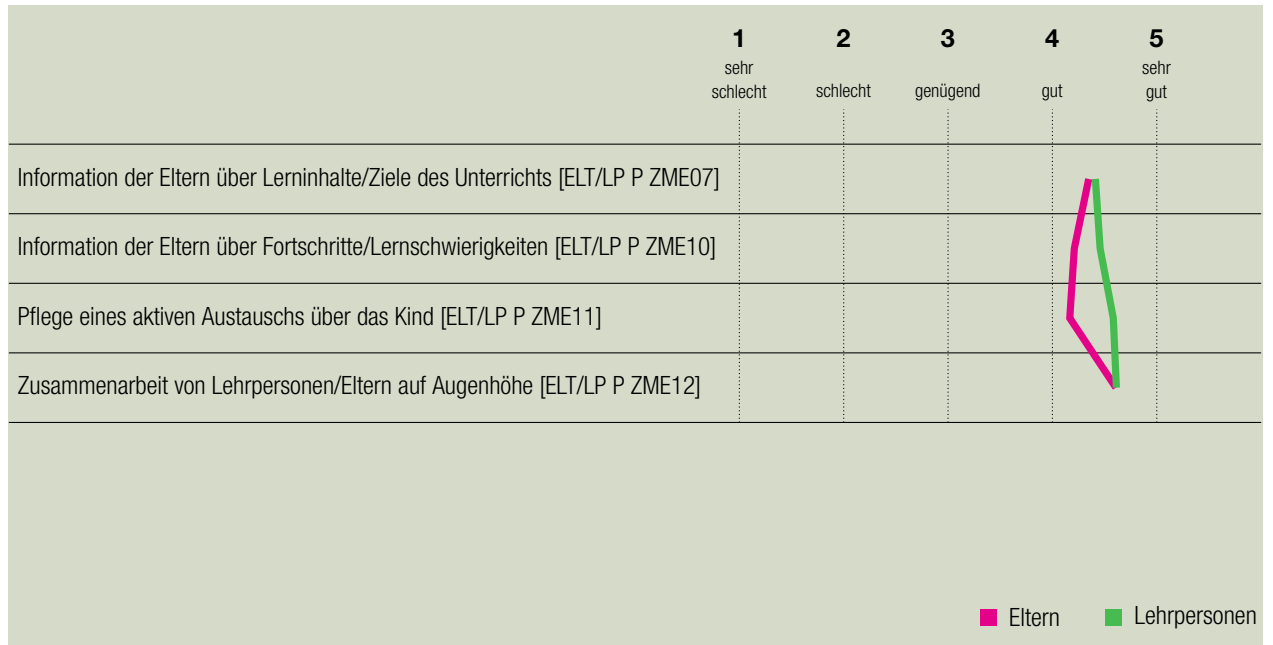 1 2 3 4 5
sehr schlecht schlecht genügend gut sehr gut
Information der Eltern über Lerninhalte/Ziele des Unterrichts [ELT/LP P ZME07]
Information der Eltern über Fortschritte/Lernschwierigkeiten [ELT/LP P ZME10]
Pflege eines aktiven Austauschs über das Kind [ELT/LP P ZME11]
Zusammenarbeit von Lehrpersonen/Eltern auf Augenhöhe [ELT/LP P ZME12]
Eltern Lehrpersonen